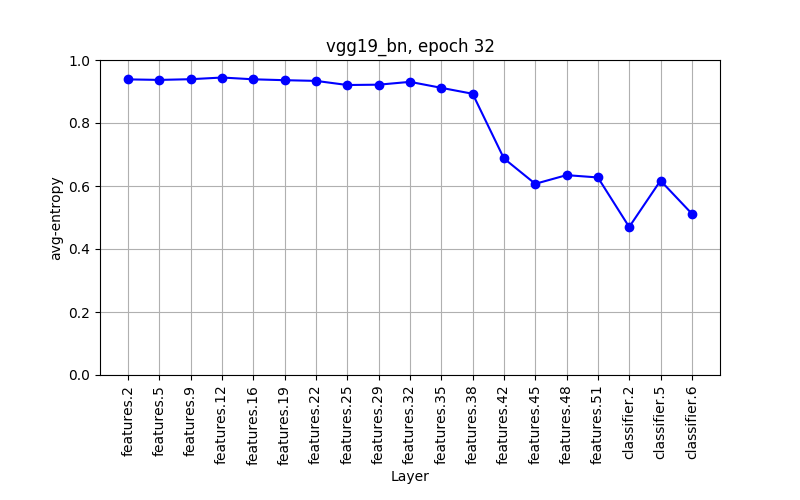 vgg19_bn, epoch 32
1.0
0.8
0.6
0.4
0.2
0.0
avg-entropy
features.2
features.5
features.9
features.12
features.16
features.19
features.22
features.25
features.29
features.32
features.35
features.38
features.42
features.45
features.48
features.51
classifier.2
classifier.5
classifier.6
Layer